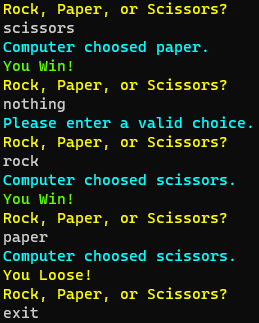 Rock, Paper, or Scissors?
scissors
Computer choosed paper.
You Win!
Rock, Paper, or Scissors?
nothing
Please enter a valid choice.
Rock, Paper, or Scissors?
rock
Computer choosed scissors.
You Win!
Rock, Paper, or Scissors?
paper
Computer choosed scissors.
You Loose!
Rock, Paper, or Scissors?
exit